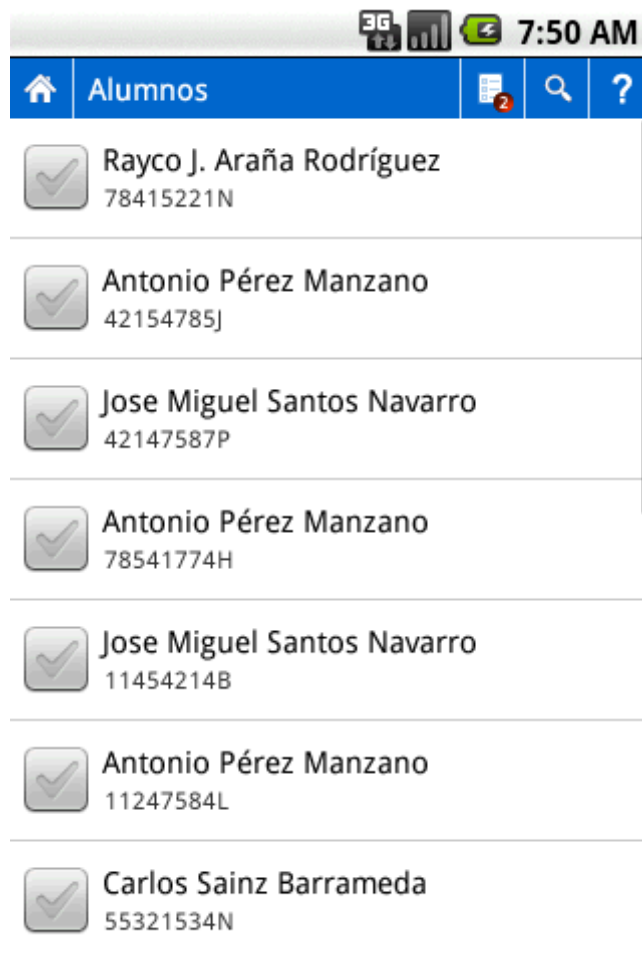 3G 7:50 AM
Alumnos 2 ?
Rayco J. Araña Rodríguez
78415221N
Antonio Pérez Manzano
42154785J
Jose Miguel Santos Navarro
42147587P
Antonio Pérez Manzano
78541774H
Jose Miguel Santos Navarro
11454214B
Antonio Pérez Manzano
11247584L
Carlos Sainz Barrameda
55321534N